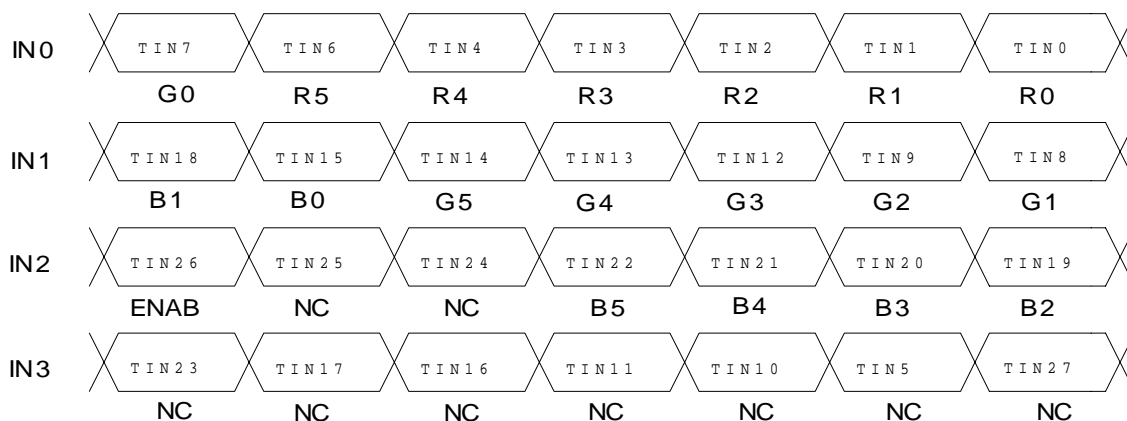 IN0 TIN7 TIN6 TIN4 TIN3 TIN2 TIN1 TIN0
G0 R5 R4 R3 R2 R1 R0
IN1 TIN18 TIN15 TIN14 TIN13 TIN12 TIN9 TIN8
B1 B0 G5 G4 G3 G2 G1
IN2 TIN26 TIN25 TIN24 TIN22 TIN21 TIN20 TIN19
ENAB NC NC B5 B4 B3 B2
IN3 TIN23 TIN17 TIN16 TIN11 TIN10 TIN5 TIN27
NC NC NC NC NC NC NC